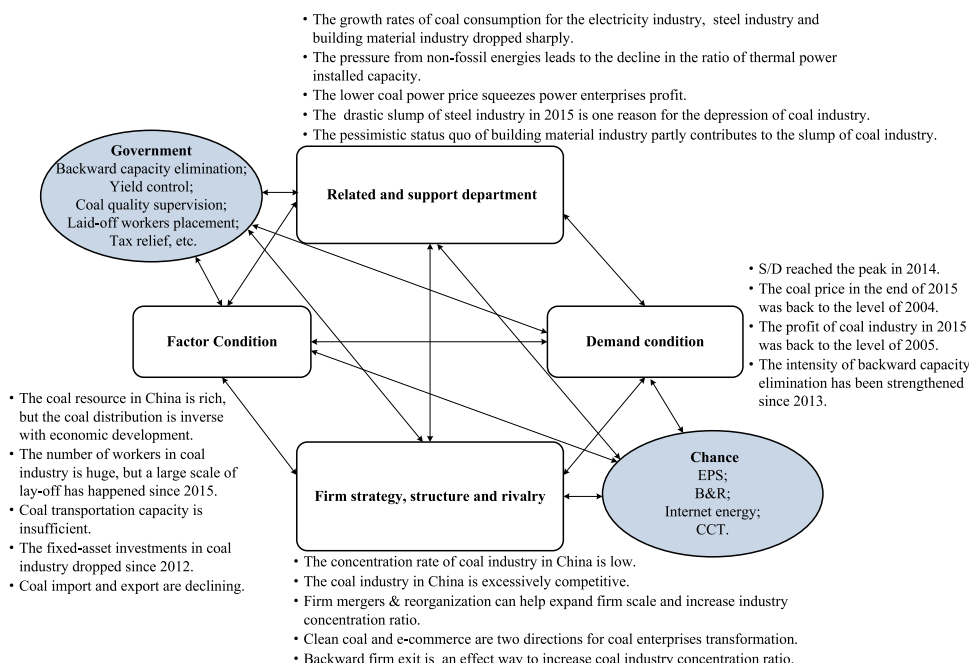 • The growth rates of coal consumption for the electricity industry, steel industry and
building material industry dropped sharply.
• The pressure from non-fossil energies leads to the decline in the ratio of thermal power
installed capacity.
• The lower coal power price squeezes power enterprises profit.
• The drastic slump of steel industry in 2015 is one reason for the depression of coal industry.
• The pessimistic status quo of building material industry partly contributes to the slump of coal industry.
Government
Backward capacity elimination;
Yield control;
Coal quality supervision;
Laid-off workers placement;
Tax relief, etc.
Related and support department
• S/D reached the peak in 2014.
• The coal price in the end of 2015
was back to the level of 2004.
• The profit of coal industry in 2015
was back to the level of 2005.
• The intensity of backward capacity
elimination has been strengthened
since 2013.
Factor Condition
Demand condition
• The coal resource in China is rich,
but the coal distribution is inverse
with economic development.
• The number of workers in coal
industry is huge, but a large scale of
lay-off has happened since 2015.
• Coal transportation capacity is
insufficient.
• The fixed-asset investments in coal
industry dropped since 2012.
• Coal import and export are declining.
Firm strategy, structure and rivalry
Chance
EPS;
B&R;
Internet energy;
CCT.
• The concentration rate of coal industry in China is low.
• The coal industry in China is excessively competitive.
• Firm mergers & reorganization can help expand firm scale and increase industry
concentration ratio.
• Clean coal and e-commerce are two directions for coal enterprises transformation.
• Backward firm exit is an effect way to increase coal industry concentration ratio.